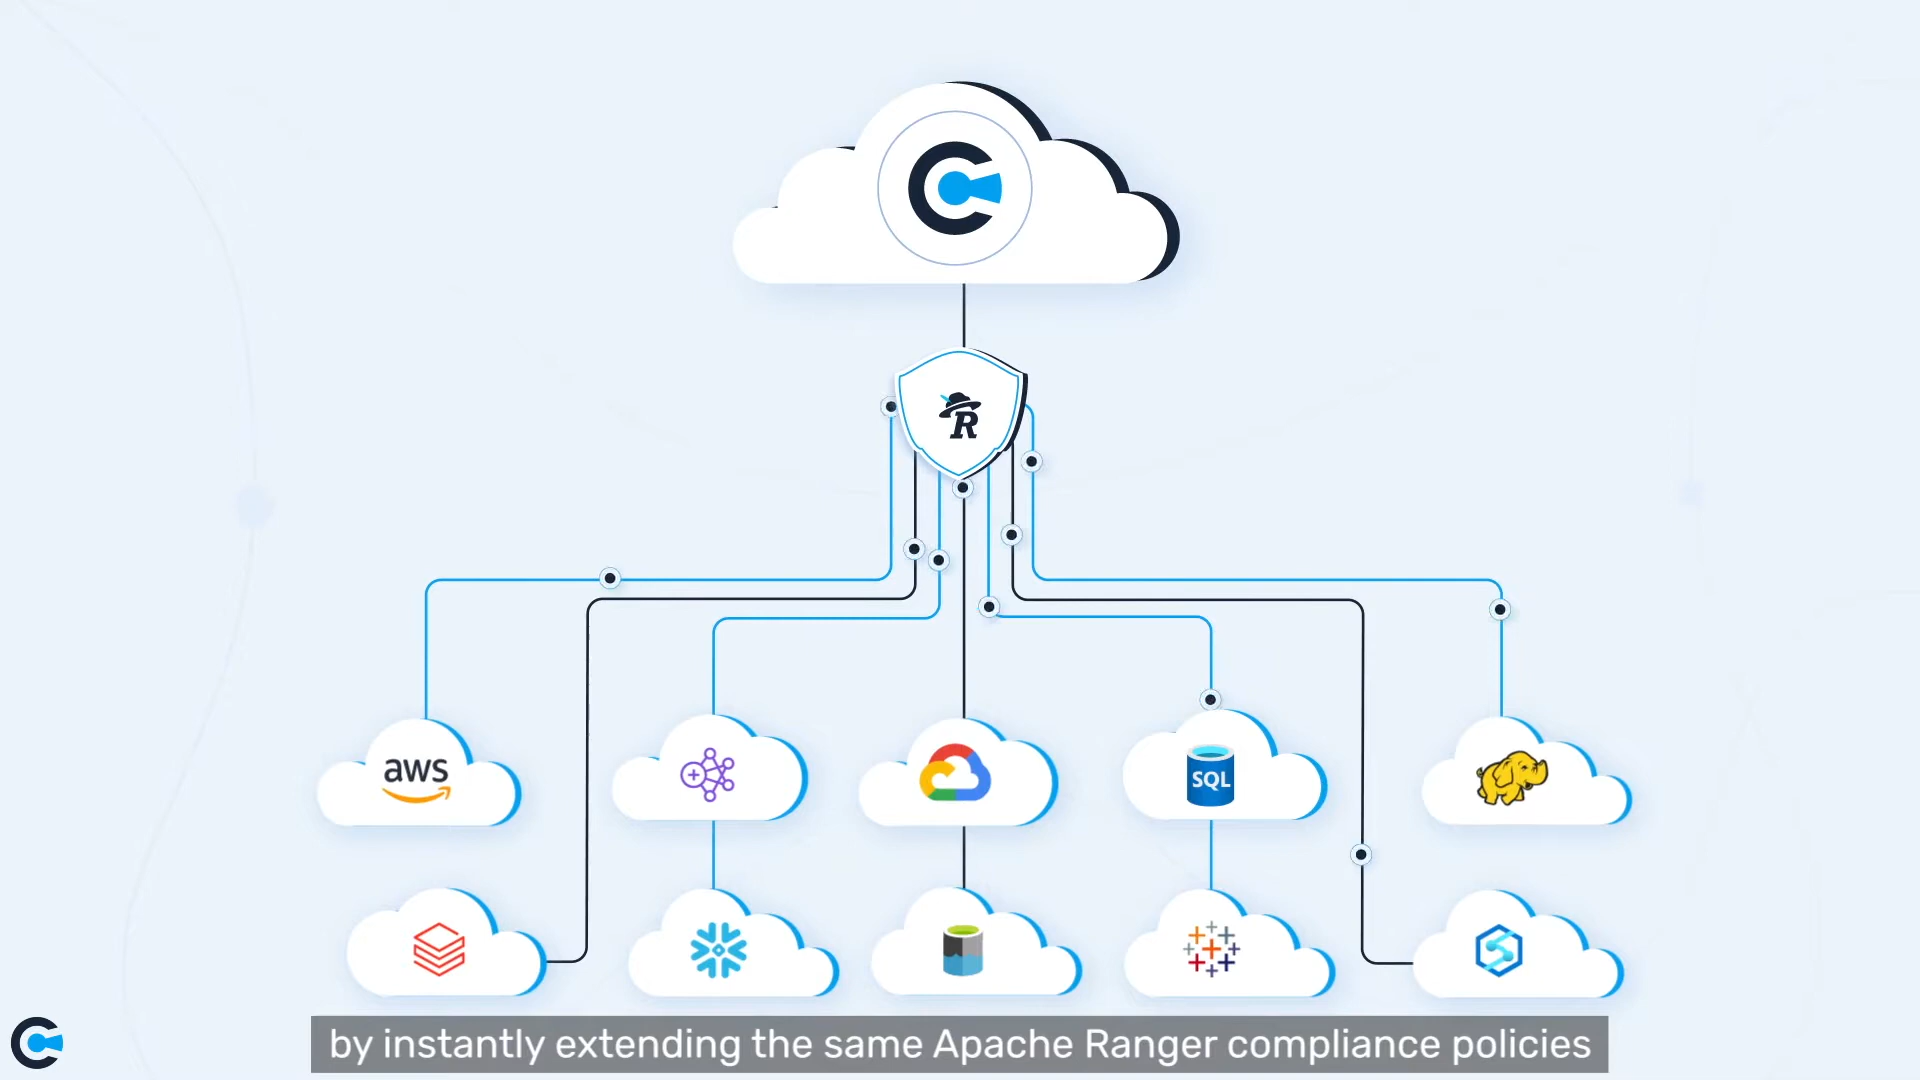 R
aws
SQL
by instantly extending the same Apache Ranger compliance policies